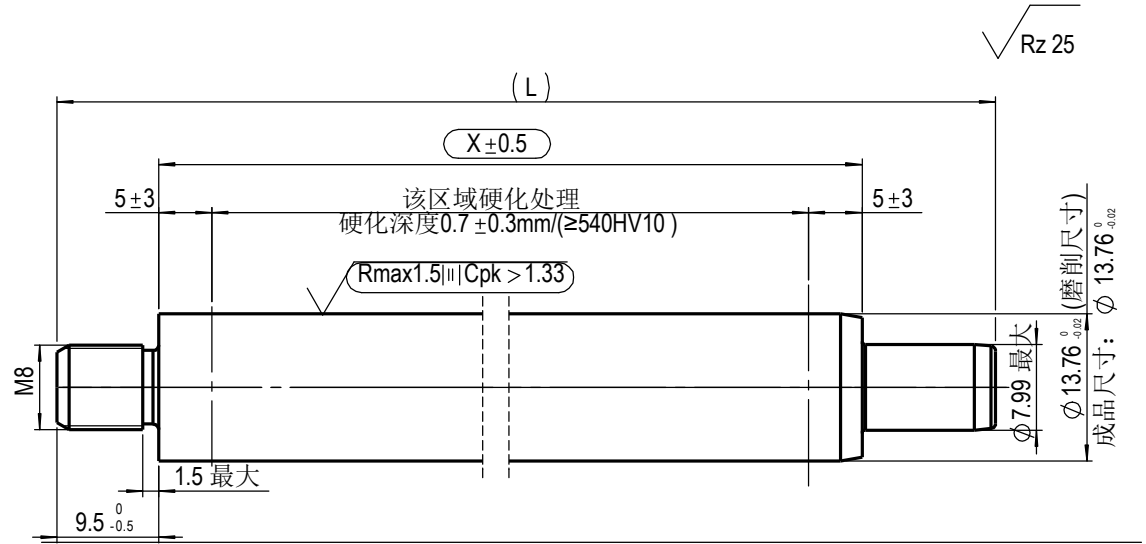 Rz 25
(L)
X ±0.5
5 ±3
该区域硬化处理
5 ±3
硬化深度0.7 ±0.3mm/(≥540HV10 )
Rmax1.5|≡|Cpk >1.33
M8
1.5 最大
9.5 0 -0.5
∅7.99 最大
∅13.76 0 -0.02 (磨削尺寸)
成品尺寸: ∅ 13.76 0 -0.02